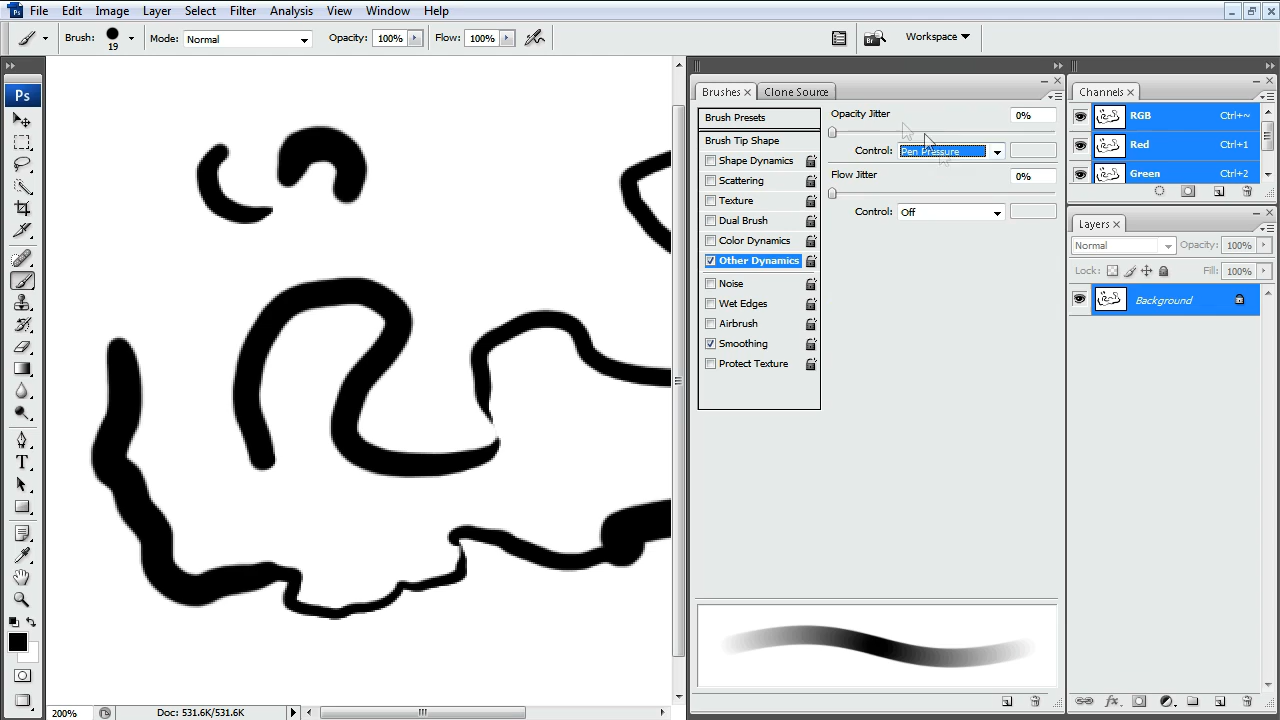 Ps File Edit Image Layer Select Filter Analysis View Window Help
Brush: 19 Mode: Normal Opacity: 100% Flow: 100% Br Workspace
Ps
T
Brushes Clone Source
Brush Presets
Brush Tip Shape
Shape Dynamics
Scattering
Texture
Dual Brush
Color Dynamics
Other Dynamics
Noise
Wet Edges
Airbrush
Smoothing
Protect Texture
Opacity Jitter 0%
Control: Pen Pressure
Flow Jitter 0%
Control: Off
Channels
RGB Ctrl+~
Red Ctrl+1
Green Ctrl+2
Layers
Normal Opacity: 100%
Lock: Fill: 100%
Background
fx
200% Doc: 531.6K/531.6K